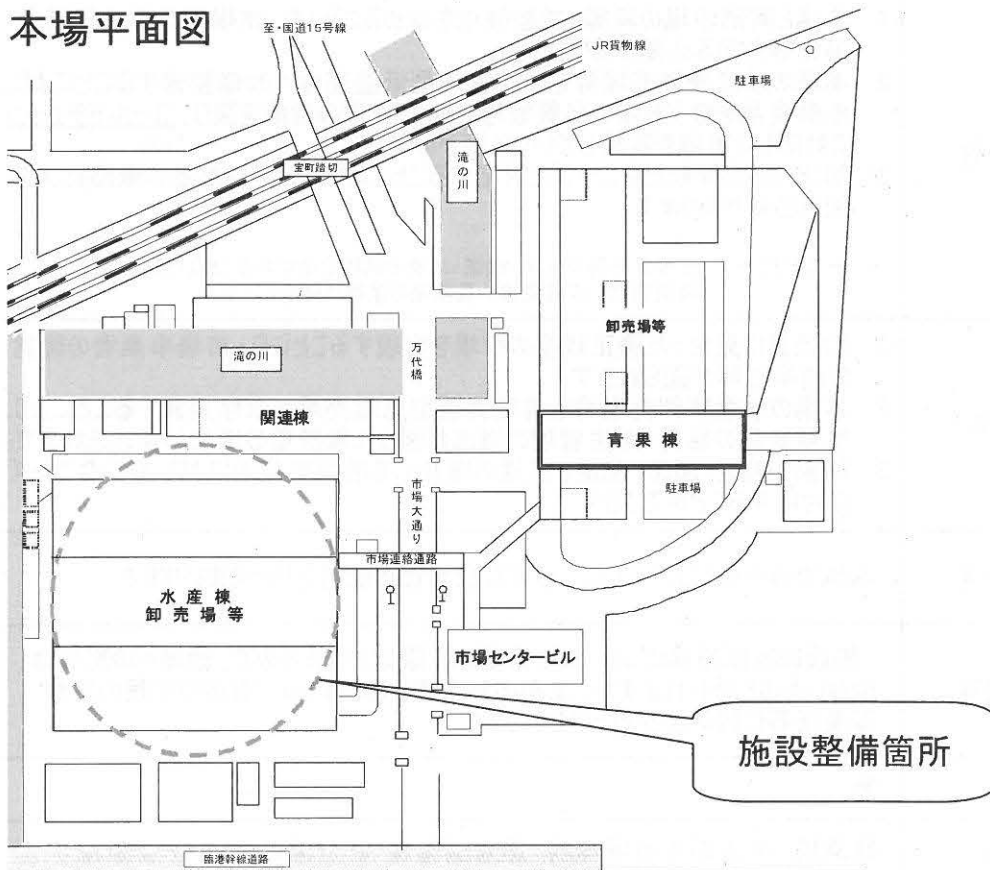 本場平面図
至・国道15号線
JR貨物線
駐車場
宝町踏切
滝の川
卸売場等
滝の川
万代橋
関連棟
青果棟
駐車場
市場大通り
市場連絡通路
水産棟
卸売場等
市場センタービル
施設整備箇所
臨港幹線道路